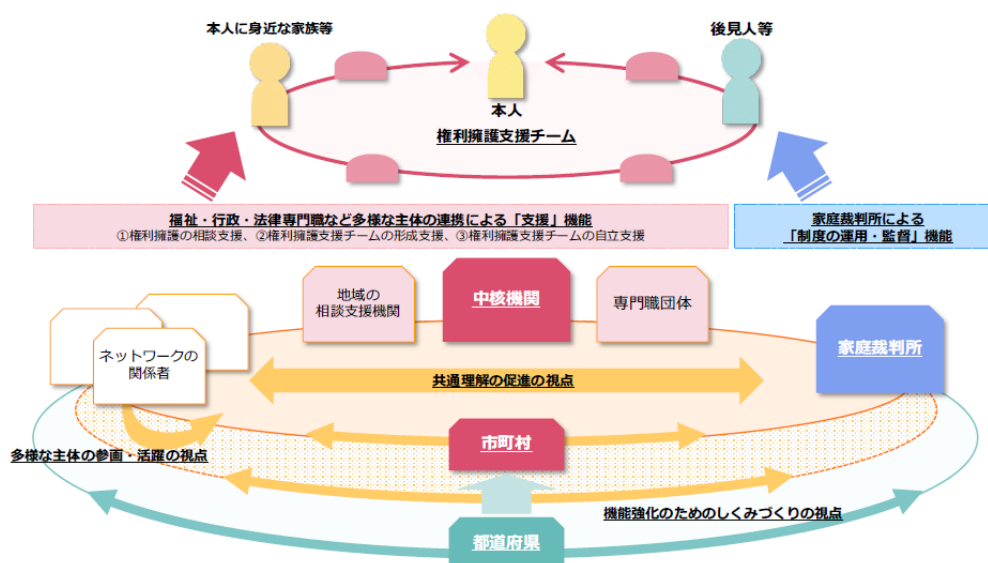 本人に身近な家族等
後見人等
本人
権利擁護支援チーム
福祉・行政・法律専門職など多様な主体の連携による「支援」機能
①権利擁護の相談支援、②権利擁護支援チームの形成支援、③権利擁護支援チームの自立支援
家庭裁判所による
「制度の運用・監督」機能
地域の
相談支援機関
中核機関
専門職団体
ネットワークの
関係者
家庭裁判所
共通理解の促進の視点
市町村
多様な主体の参画・活躍の視点
機能強化のためのしくみづくりの視点
都道府県